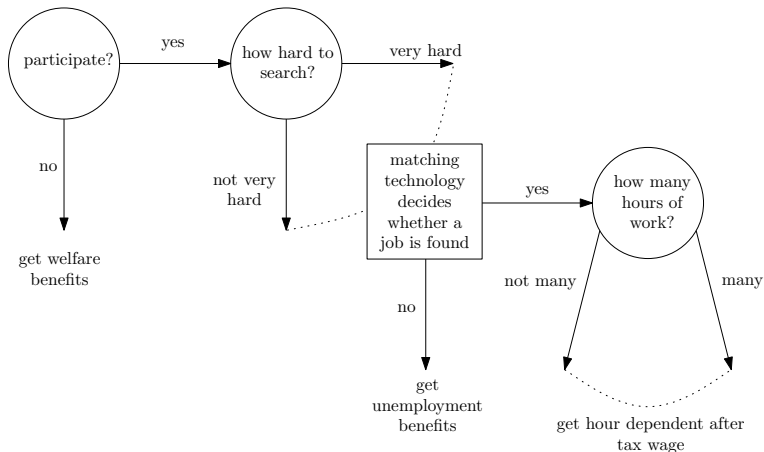 participate?
yes
how hard to
search?
very hard
no
not very
hard
get welfare
benefits
matching
technology
decides
whether a
job is found
yes
how many
hours of
work?
no
get
unemployment
benefits
not many
many
get hour dependent after
tax wage